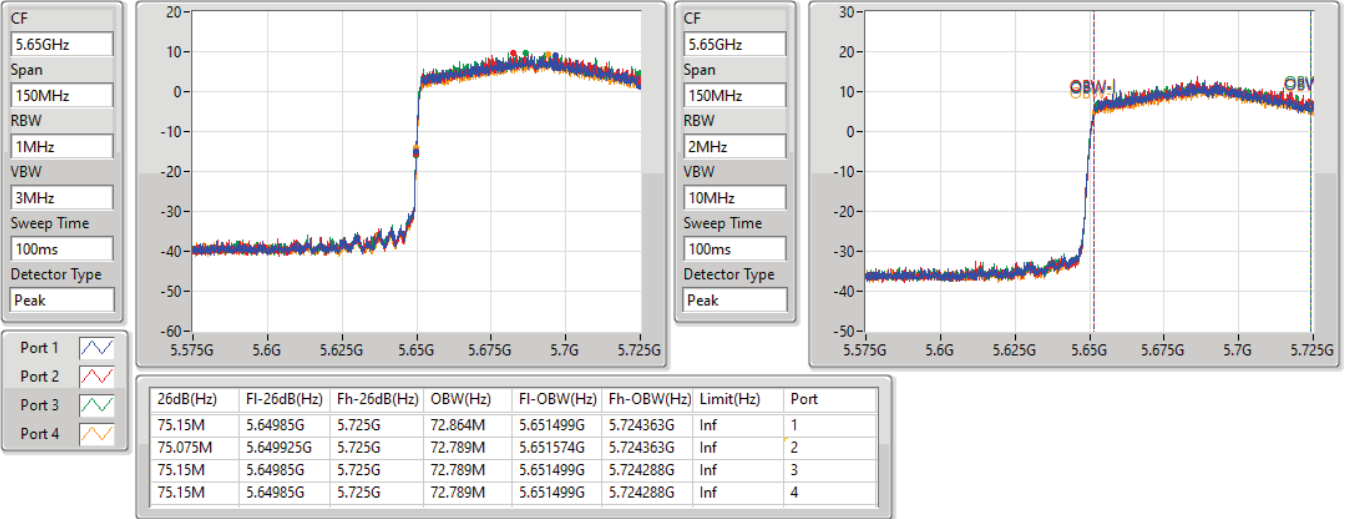 CF
5.65GHz
Span
150MHz
RBW
1MHz
VBW
3MHz
Sweep Time
100ms
Detector Type
Peak
20
10
0
-10
-20
-30
-40
-50
-60
5.575G 5.6G 5.625G 5.65G 5.675G 5.7G 5.725G
CF
5.65GHz
Span
150MHz
RBW
2MHz
VBW
10MHz
Sweep Time
100ms
Detector Type
Peak
30
20
10
0
-10
-20
-30
-40
-50
OBW- OBW
5.575G 5.6G 5.625G 5.65G 5.675G 5.7G 5.725G
Port 1
Port 2
Port 3
Port 4
26dB(Hz) Fl-26dB(Hz) Fh-26dB(Hz) OBW(Hz) Fl-OBW(Hz) Fh-OBW(Hz) Limit(Hz) Port
75.15M 5.64985G 5.725G 72.864M 5.651499G 5.724363G Inf 1
75.075M 5.649925G 5.725G 72.789M 5.651574G 5.724363G Inf 2
75.15M 5.64985G 5.725G 72.789M 5.651499G 5.724288G Inf 3
75.15M 5.64985G 5.725G 72.789M 5.651499G 5.724288G Inf 4